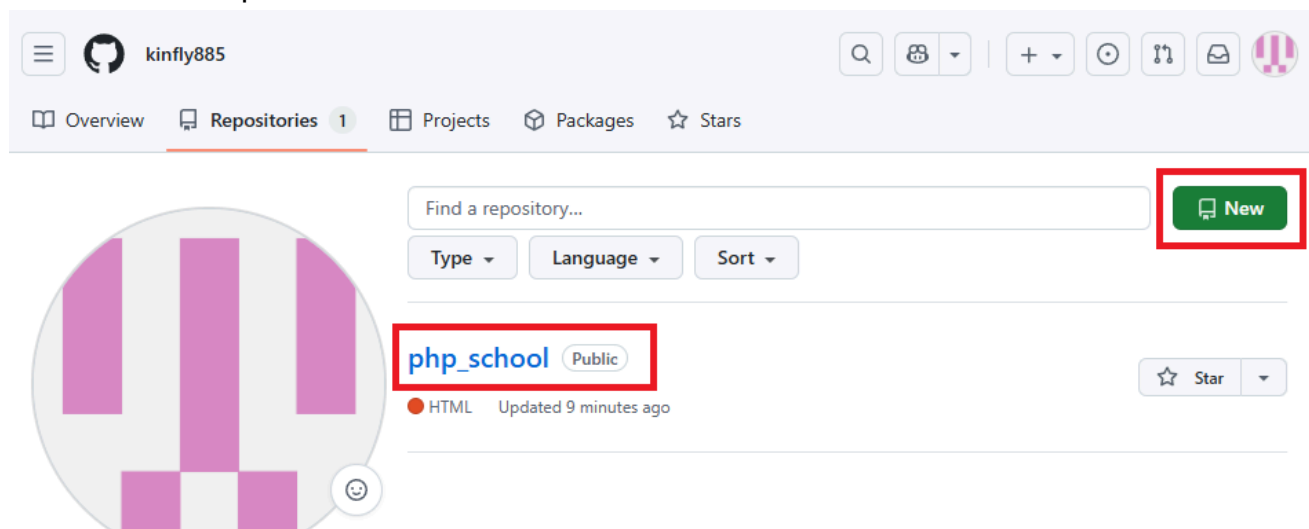 kinfly885
Overview Repositories 1 Projects Packages Stars
Find a repository... New
Type Language Sort
php_school Public
Star
HTML Updated 9 minutes ago